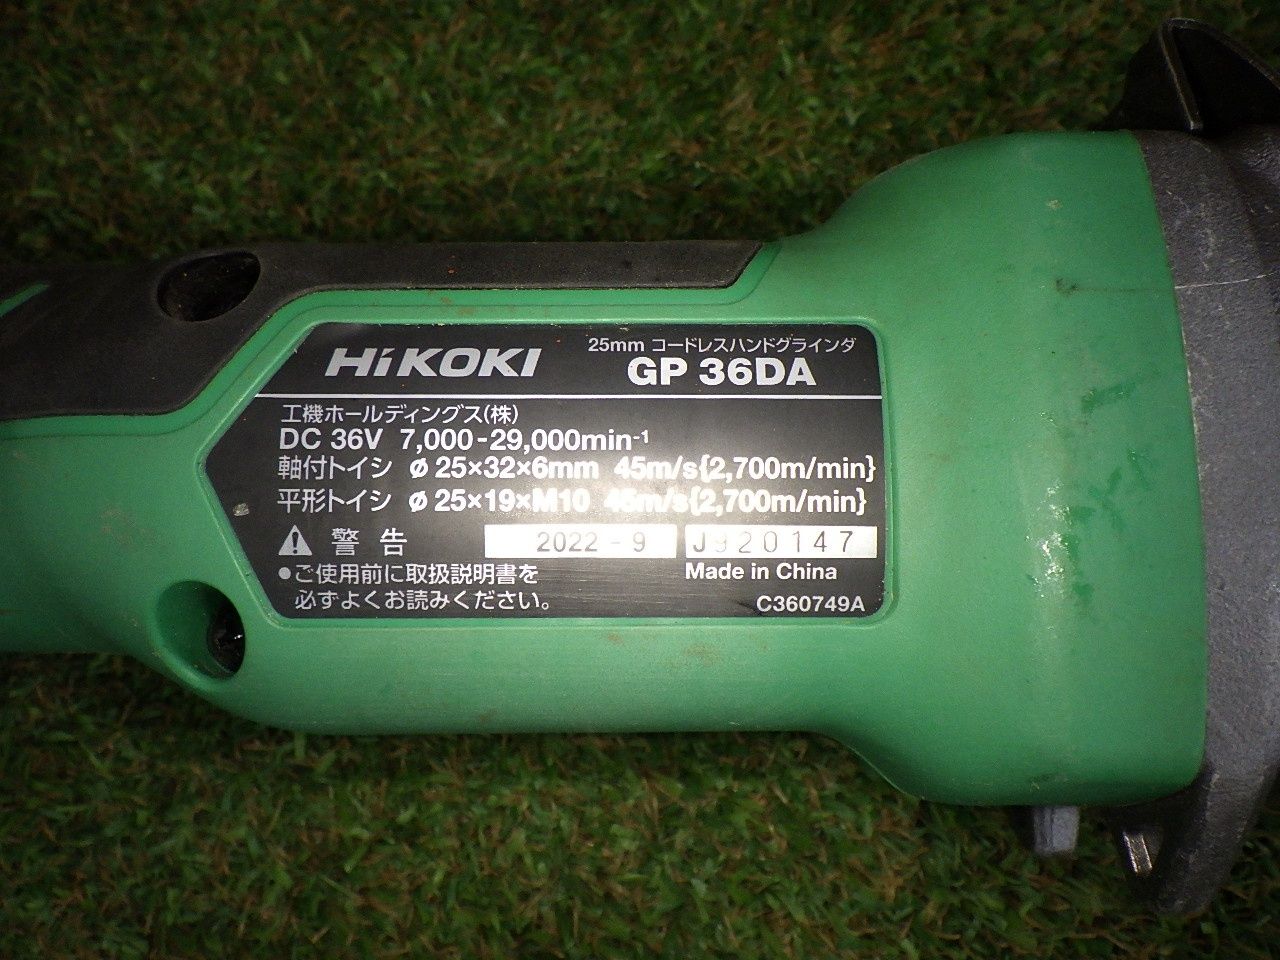 HiKOKI
25mm コードレスハンドグラインダ
GP 36DA
工機ホールディングス(株)
DC 36V 7,000-29,000min-1
軸付トイシ ø 25×32×6mm 45m/s{2,700m/min}
平形トイシ ø 25×19×M10 45m/s{2,700m/min}
警告
2022-9 J920147
●ご使用前に取扱説明書を
必ずよくお読みください。
Made in China
C360749A